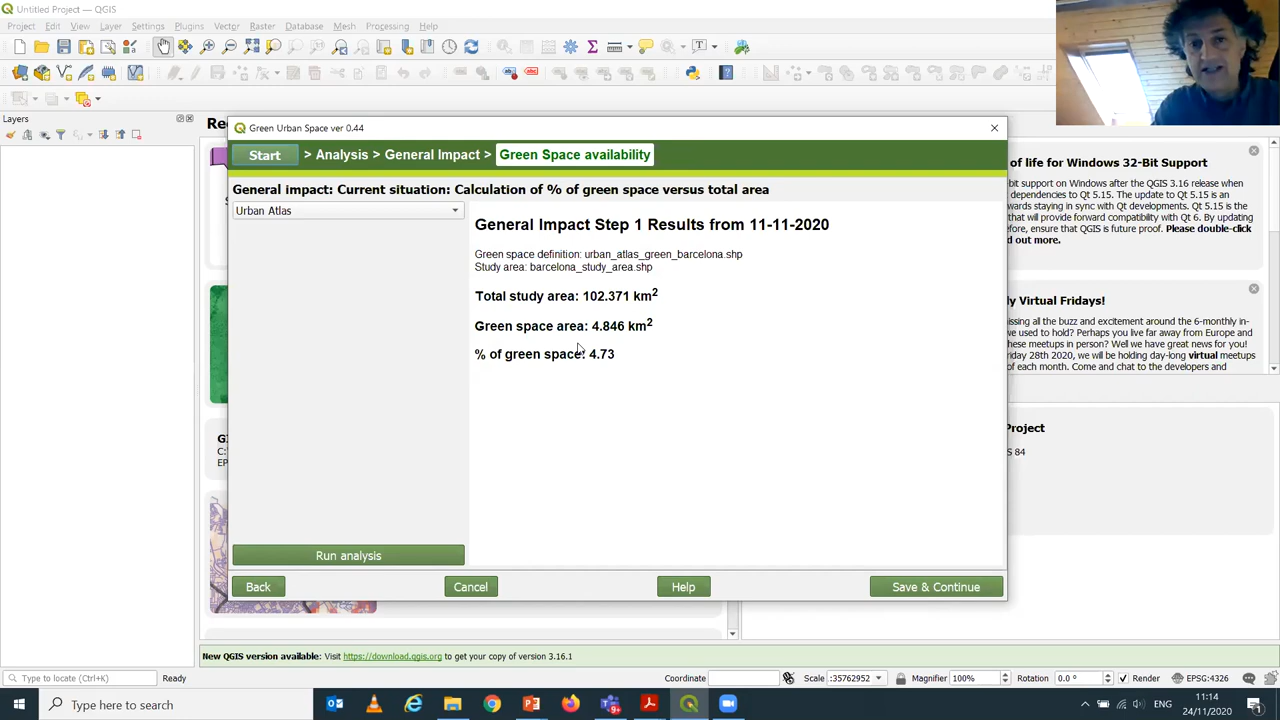 Untitled Project — QGIS
Project Edit View Layer Settings Plugins Vector Raster Database Web Mesh Processing Help
Layers
Green Urban Space ver 0.44
Start > Analysis > General Impact > Green Space availability
General impact: Current situation: Calculation of % of green space versus total area
Urban Atlas
General Impact Step 1 Results from 11-11-2020
Green space definition: urban_atlas_green_barcelona.shp
Study area: barcelona_study_area.shp
Total study area: 102.371 km2
Green space area: 4.846 km2
% of green space: 4.73
Run analysis
Back Cancel Help Save & Continue
of life for Windows 32-Bit Support
bit support on Windows after the QGIS 3.16 release when
dependencies to Qt 5.15. The update to Qt 5.15 is an
wards staying in sync with Qt developments. Qt 5.15 is the
that will provide forward compatibility with Qt 6. By updating
fore, ensure that QGIS is future proof. Please double-click
d out more.
ly Virtual Fridays!
issing all the buzz and excitement around the 6-monthly in-
we used to hold? Perhaps you live far away from Europe and
these meetups in person? Well we have great news for you!
riday 28th 2020, we will be holding day-long virtual meetups
of each month. Come and chat to the developers and
Project
S 84
Re
GI
C:
EP
New QGIS version available: Visit https://download.qgis.org to get your copy of version 3.16.1
Type to locate (Ctrl+K) Ready Coordinate Scale :35762952 Magnifier 100% Rotation 0.0 ° Render EPSG:4326
Type here to search
ENG
11:14
24/11/2020